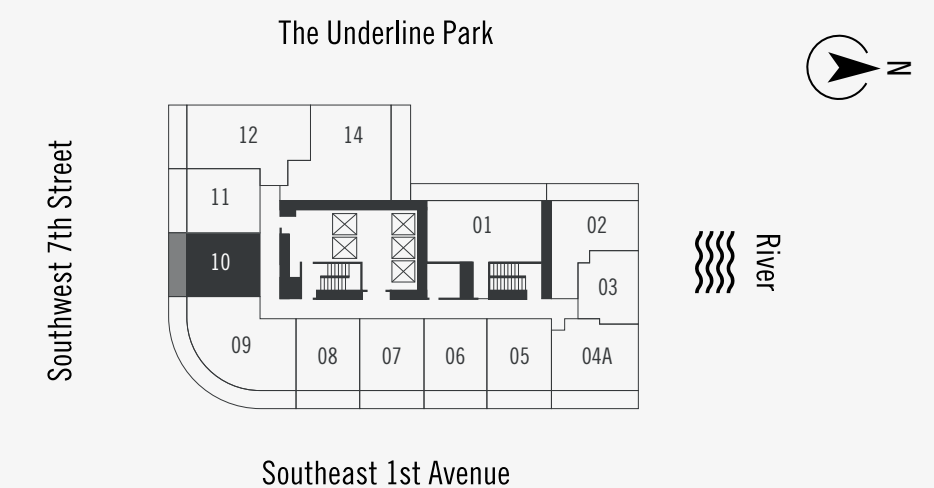 The Underline Park
N
Southwest 7th Street
12
14
11
01
02
10
03
09
08
07
06
05
04A
River
Southeast 1st Avenue